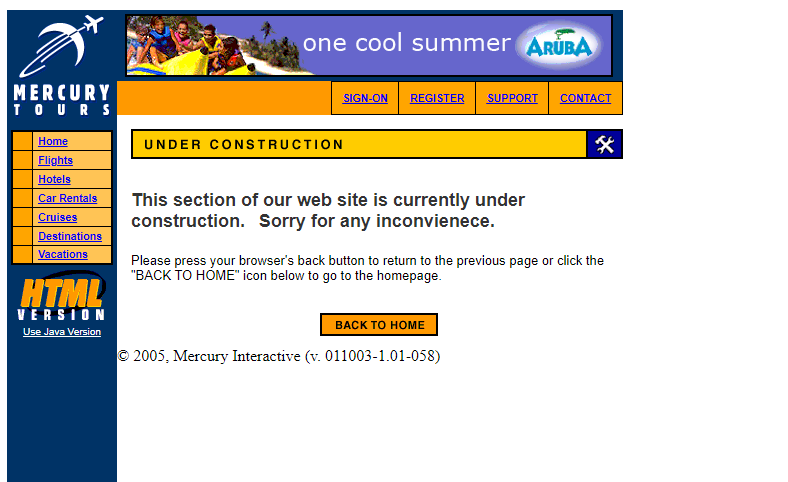 one cool summer
ARUBA
MERCURY
TOURS
SIGN-ON
REGISTER
SUPPORT
CONTACT
Home
Flights
Hotels
Car Rentals
Cruises
Destinations
Vacations
HTML
VERSION
Use Java Version
UNDER CONSTRUCTION
This section of our web site is currently under
construction. Sorry for any inconvienece.
Please press your browser's back button to return to the previous page or click the
"BACK TO HOME" icon below to go to the homepage.
BACK TO HOME
© 2005, Mercury Interactive (v. 011003-1.01-058)